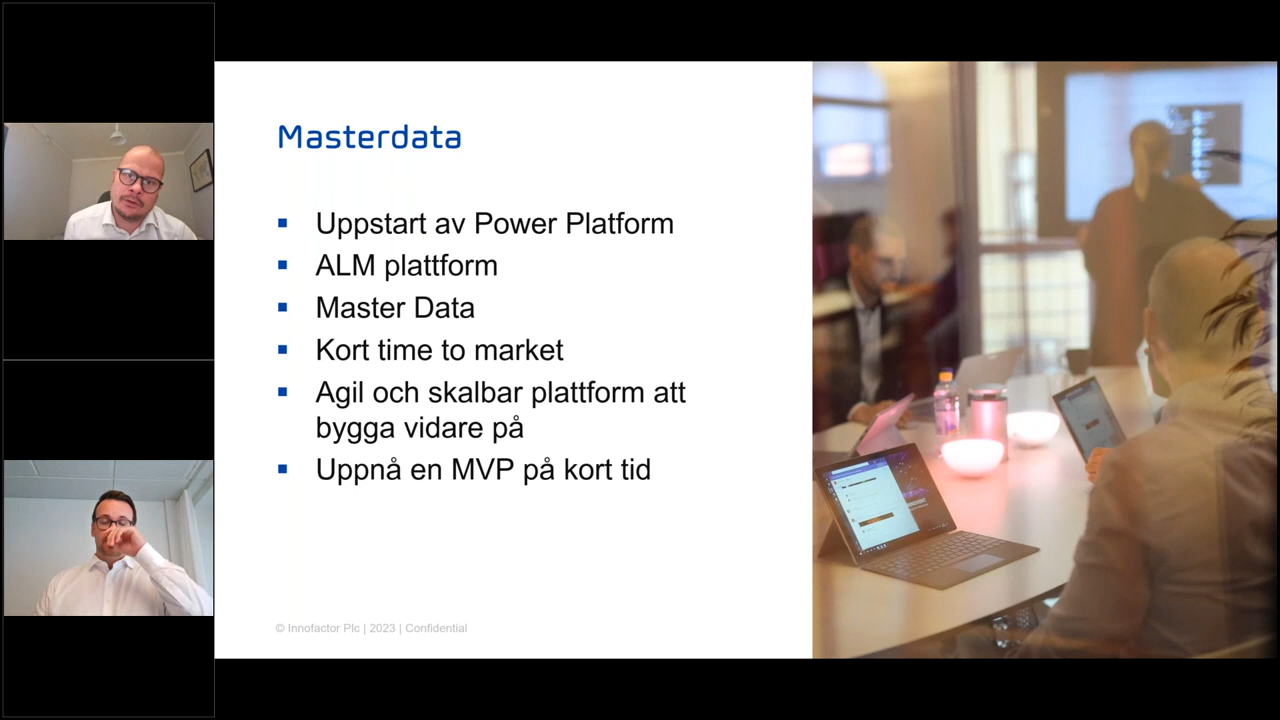 Masterdata
Uppstart av Power Platform
ALM plattform
Master Data
Kort time to market
Agil och skalbar plattform att
bygga vidare på
Uppnå en MVP på kort tid
© Innofactor Plc | 2023 | Confidential